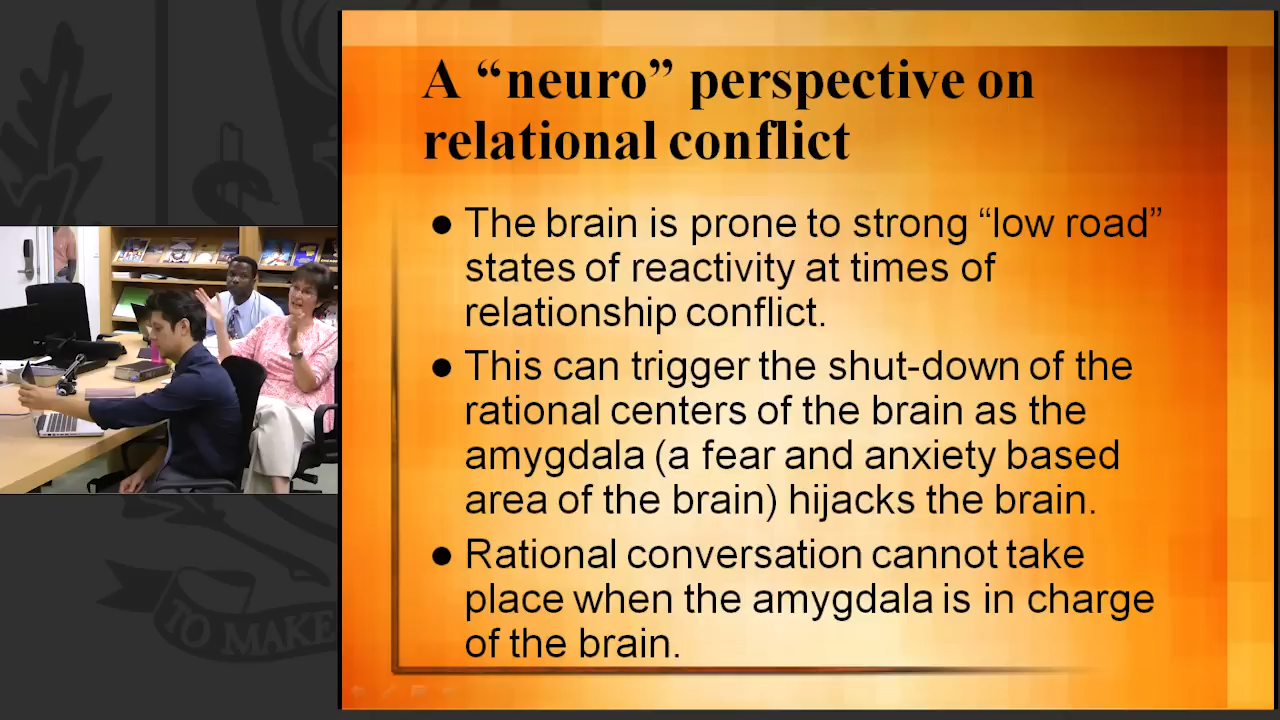 A “neuro” perspective on
relational conflict
● The brain is prone to strong “low road”
states of reactivity at times of
relationship conflict.
● This can trigger the shut-down of the
rational centers of the brain as the
amygdala (a fear and anxiety based
area of the brain) hijacks the brain.
● Rational conversation cannot take
place when the amygdala is in charge
of the brain.
TO MAKE